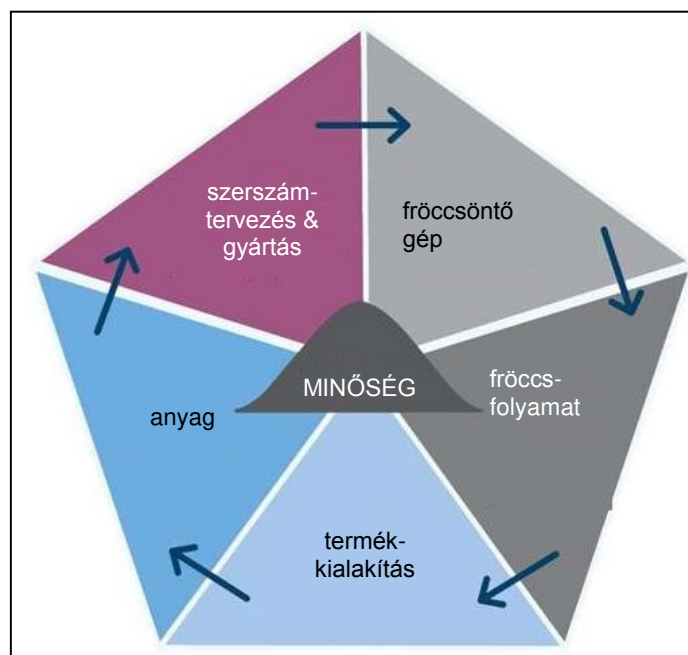 szerszám-
tervezés &
gyártás
fröccsöntő
gép
MINŐSÉG
fröccs-
folyamat
anyag
termék-
kialakítás